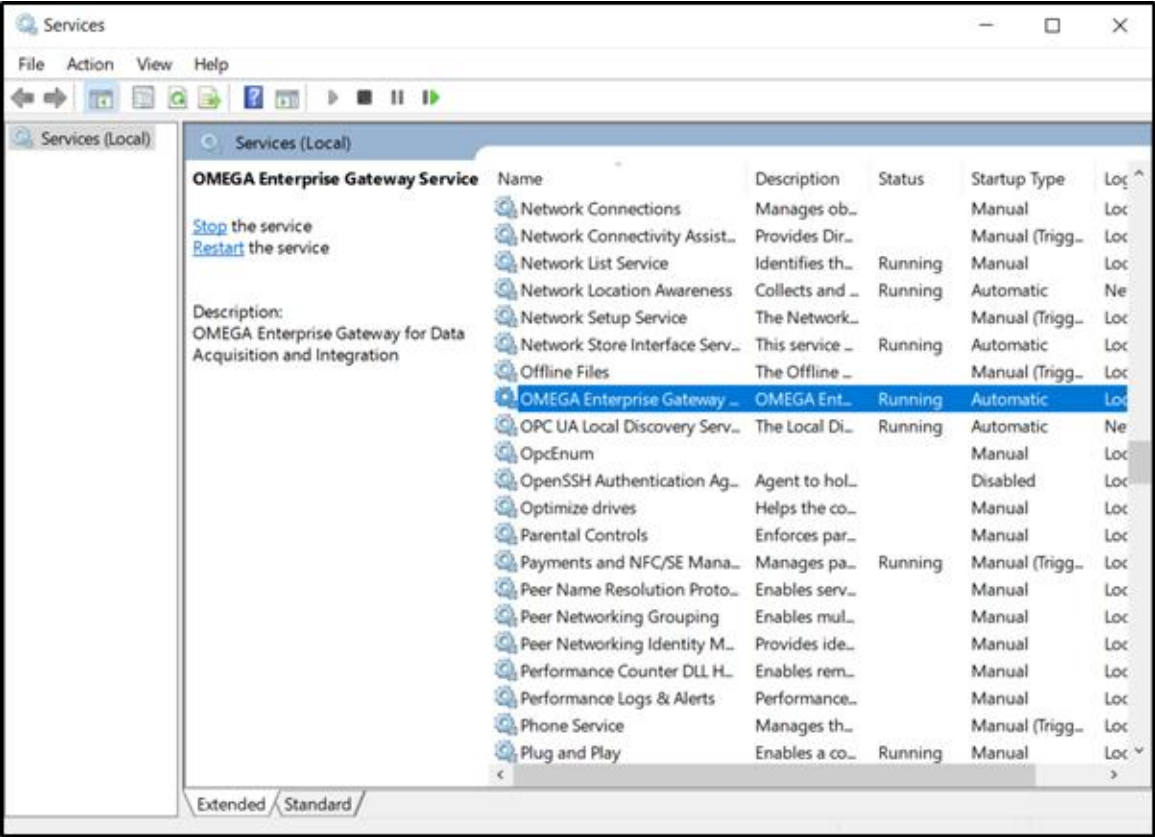 Services
File Action View Help
Services (Local)
Services (Local)
OMEGA Enterprise Gateway Service
Stop the service
Restart the service
Description:
OMEGA Enterprise Gateway for Data
Acquisition and Integration
Name Description Status Startup Type Log
Network Connections Manages ob... Manual Loc
Network Connectivity Assist... Provides Dir... Manual (Trigg... Loc
Network List Service Identifies th... Running Manual Loc
Network Location Awareness Collects and ... Running Automatic Ne
Network Setup Service The Network... Manual (Trigg... Loc
Network Store Interface Serv... This service ... Running Automatic Loc
Offline Files The Offline ... Manual (Trigg... Loc
OMEGA Enterprise Gateway ... OMEGA Ent... Running Automatic Loc
OPC UA Local Discovery Serv... The Local Di... Running Automatic Ne
OpcEnum Manual Loc
OpenSSH Authentication Ag... Agent to hol... Disabled Loc
Optimize drives Helps the co... Manual Loc
Parental Controls Enforces par... Manual Loc
Payments and NFC/SE Mana... Manages pa... Running Manual (Trigg... Loc
Peer Name Resolution Proto... Enables serv... Manual Loc
Peer Networking Grouping Enables mul... Manual Loc
Peer Networking Identity M... Provides ide... Manual Loc
Performance Counter DLL H... Enables rem... Manual Loc
Performance Logs & Alerts Performance... Manual Loc
Phone Service Manages th... Manual (Trigg... Loc
Plug and Play Enables a co... Running Manual Loc
Extended Standard